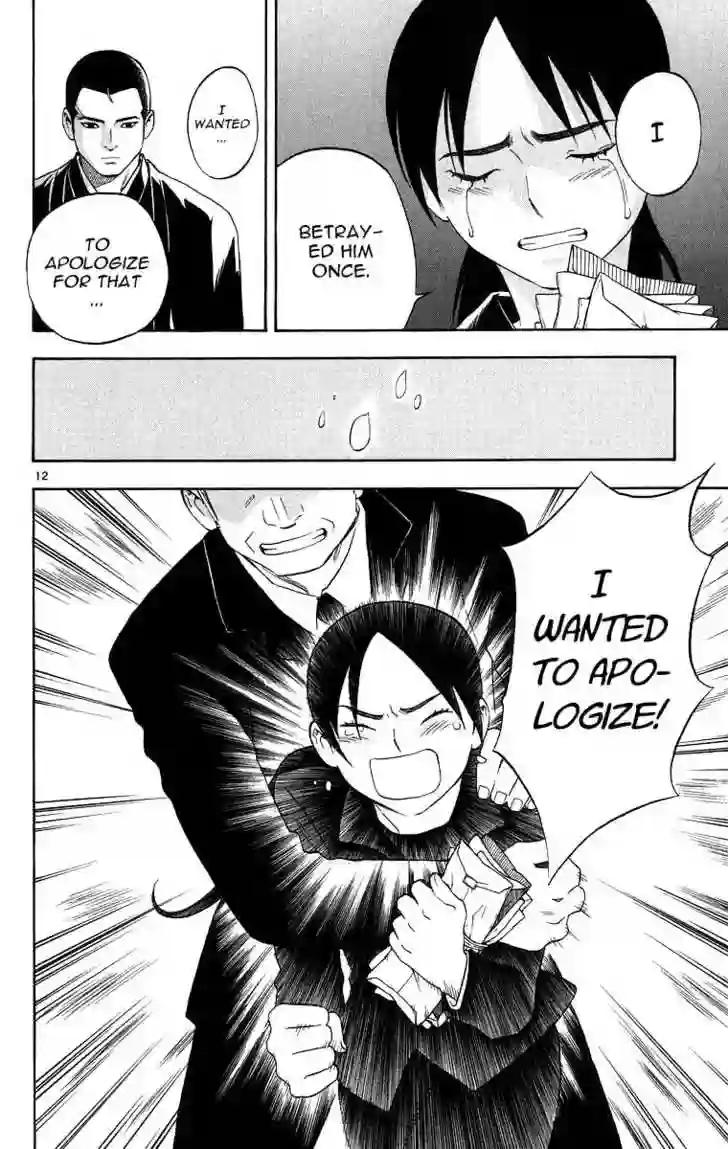 I
BETRAY-
ED HIM
ONCE.
I
WANTED
...
TO
APOLOGIZE
FOR THAT
...
12
I
WANTED
TO APO-
LOGIZE!